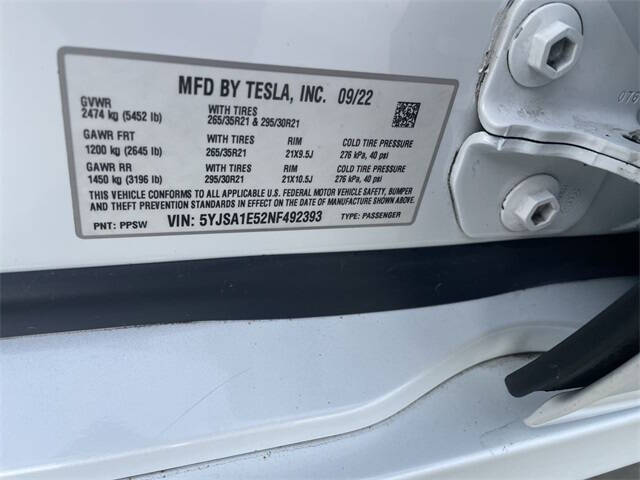 MFD BY TESLA, INC. 09/22
GVWR
2474 kg (5452 lb) WITH TIRES
265/35R21 & 295/30R21
GAWR FRT WITH TIRES RIM COLD TIRE PRESSURE
1200 kg (2645 lb) 265/35R21 21X9.5J 276 kPa, 40 psi
GAWR RR WITH TIRES RIM COLD TIRE PRESSURE
1450 kg (3196 lb) 295/30R21 21X10.5J 276 kPa, 40 psi
THIS VEHICLE CONFORMS TO ALL APPLICABLE U.S. FEDERAL MOTOR VEHICLE SAFETY, BUMPER
AND THEFT PREVENTION STANDARDS IN EFFECT ON THE DATE OF MANUFACTURE SHOWN ABOVE.
PNT: PPSW VIN: 5YJSA1E52NF492393 TYPE: PASSENGER